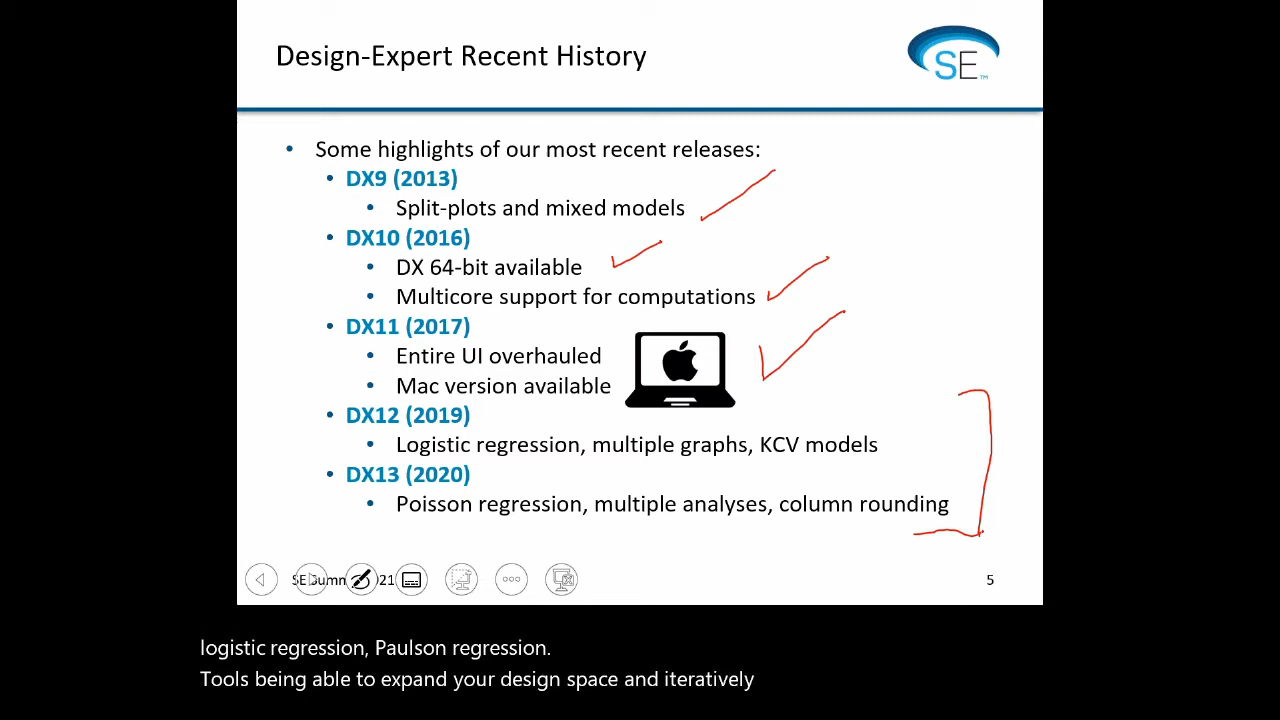 Design-Expert Recent History
SE™
• Some highlights of our most recent releases:
• DX9 (2013)
• Split-plots and mixed models
• DX10 (2016)
• DX 64-bit available
• Multicore support for computations
• DX11 (2017)
• Entire UI overhauled
• Mac version available
• DX12 (2019)
• Logistic regression, multiple graphs, KCV models
• DX13 (2020)
• Poisson regression, multiple analyses, column rounding
SE Summ 21
5
logistic regression, Paulson regression.
Tools being able to expand your design space and iteratively